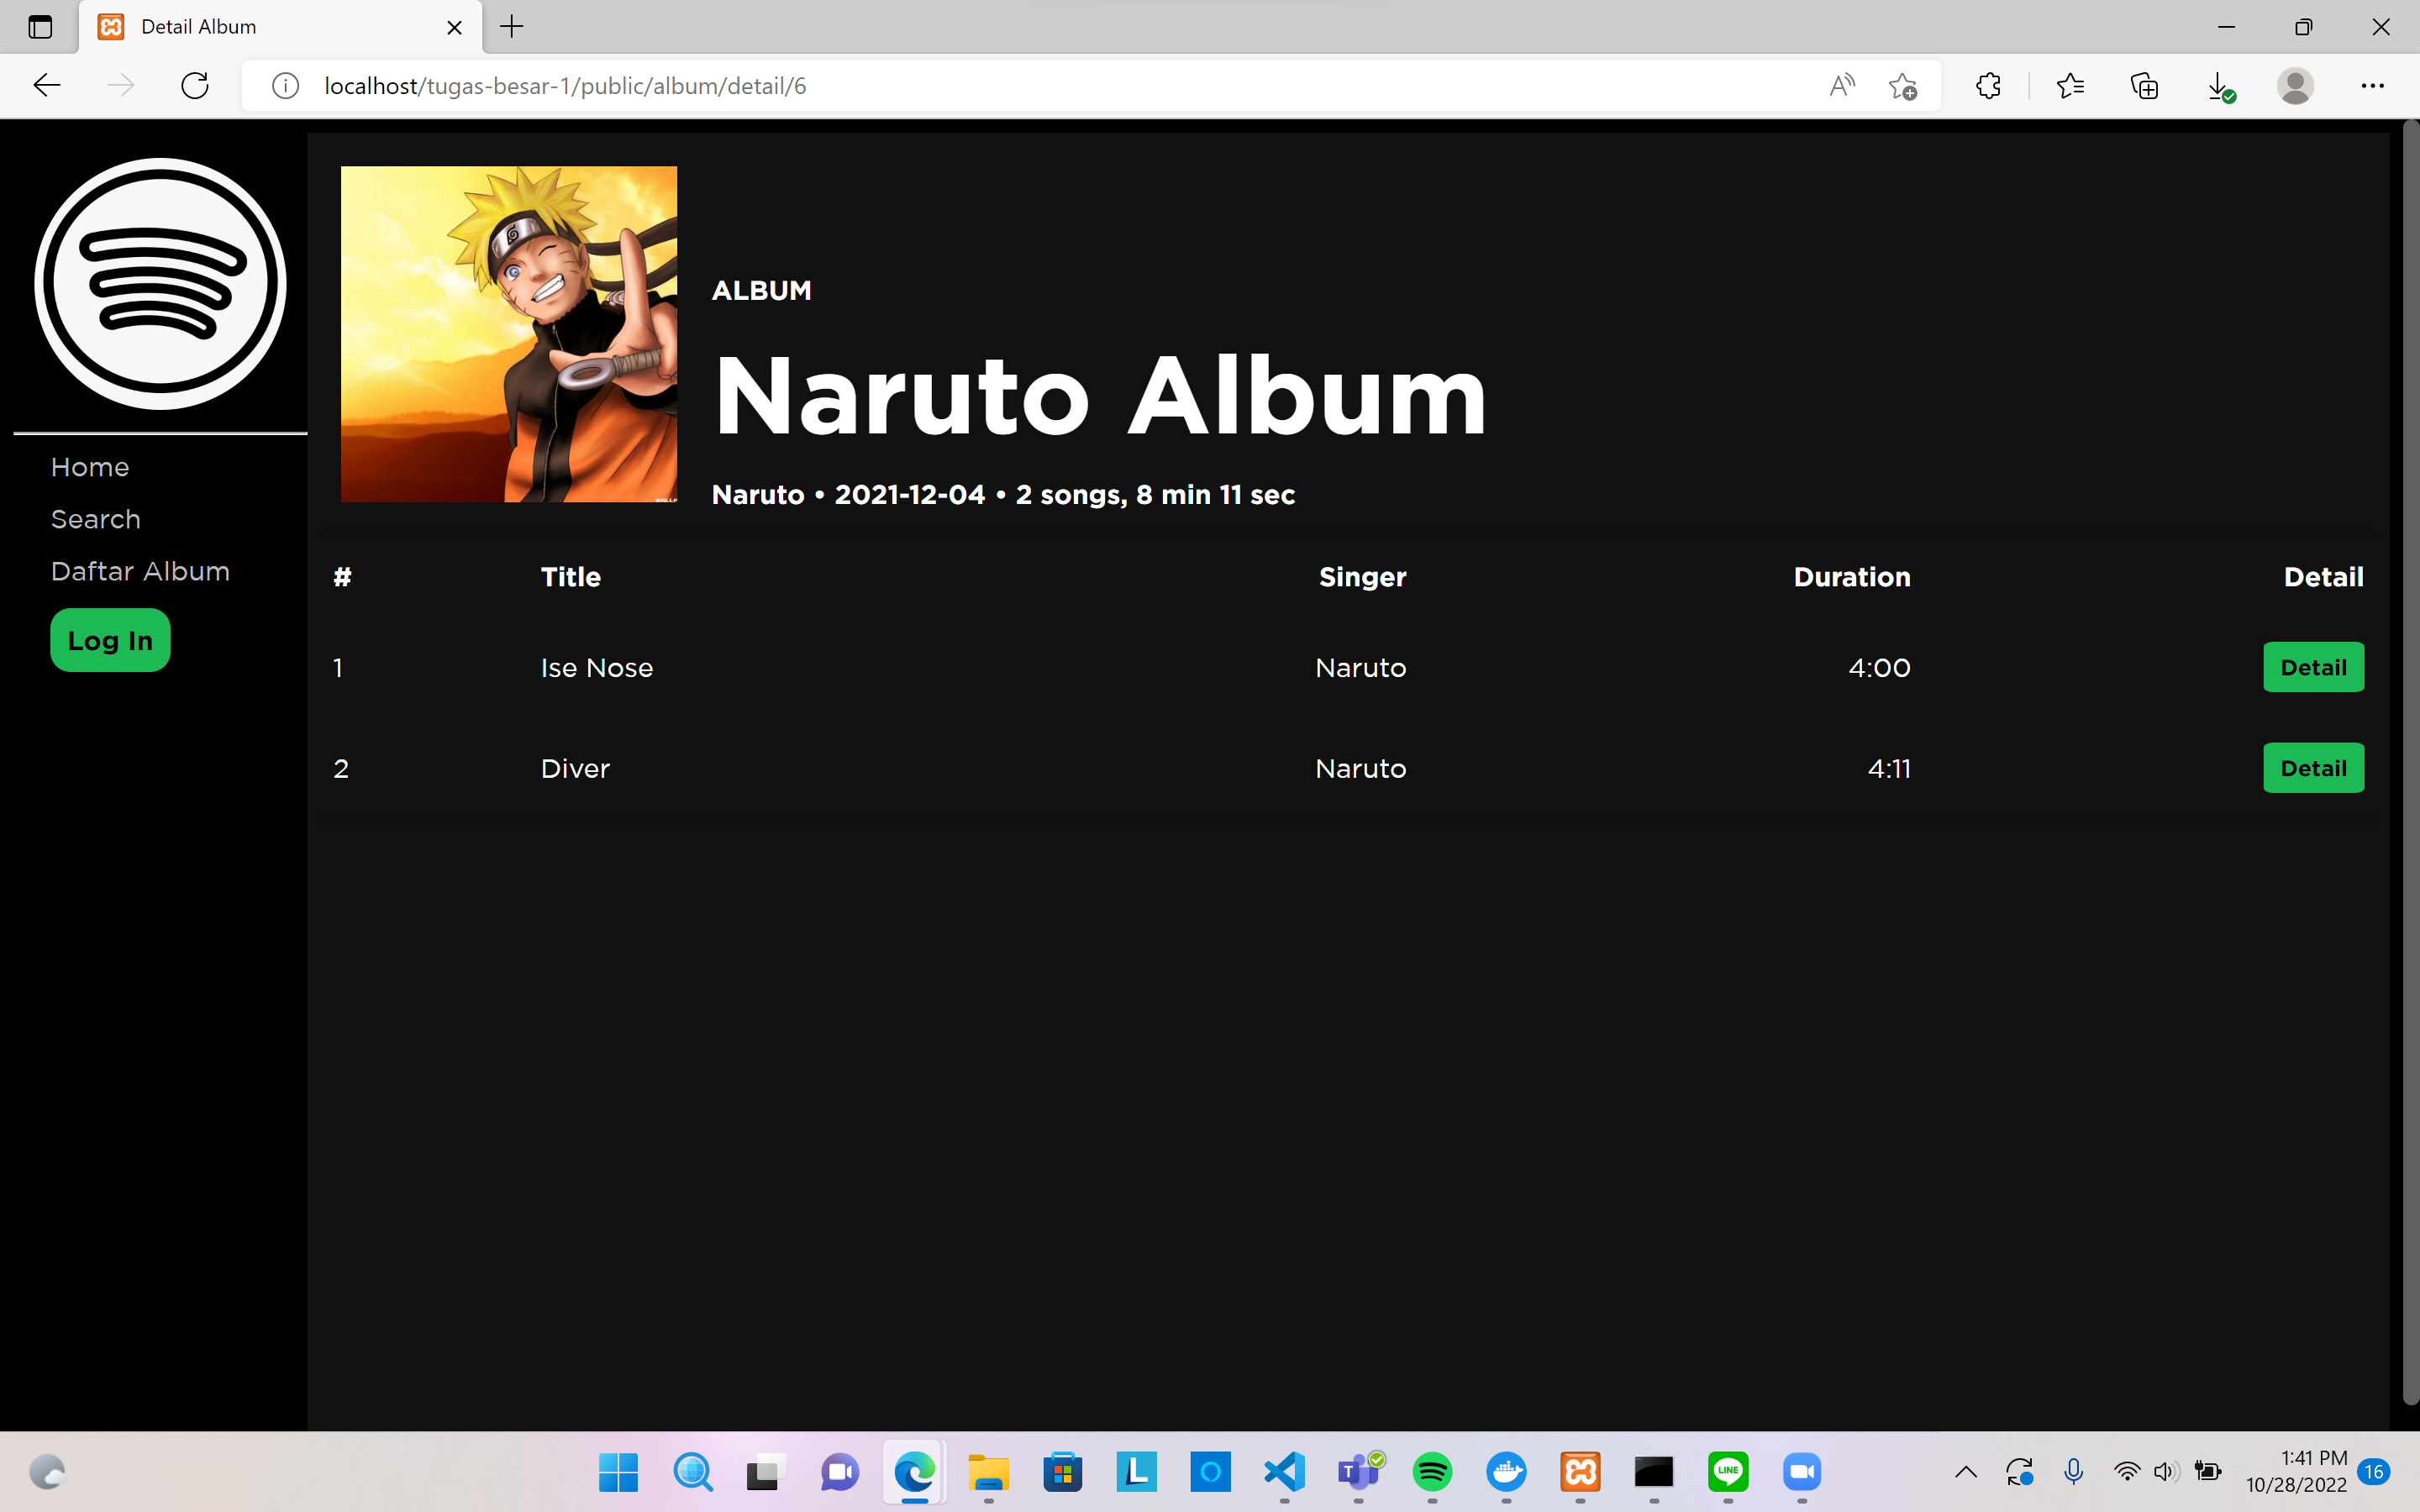 Detail Album
localhost/tugas-besar-1/public/album/detail/6
ALBUM
Naruto Album
Naruto • 2021-12-04 • 2 songs, 8 min 11 sec
Home
Search
Daftar Album
Log In
# Title Singer Duration Detail
1 Ise Nose Naruto 4:00 Detail
2 Diver Naruto 4:11 Detail
L
T
LINE
1:41 PM
10/28/2022
16